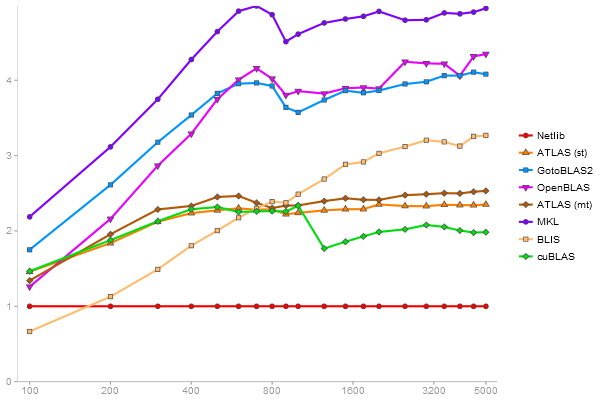 4
3
2
1
0
100 200 400 800 1600 3200 5000
Netlib
ATLAS (st)
GotoBLAS2
OpenBLAS
ATLAS (mt)
MKL
BLIS
cuBLAS